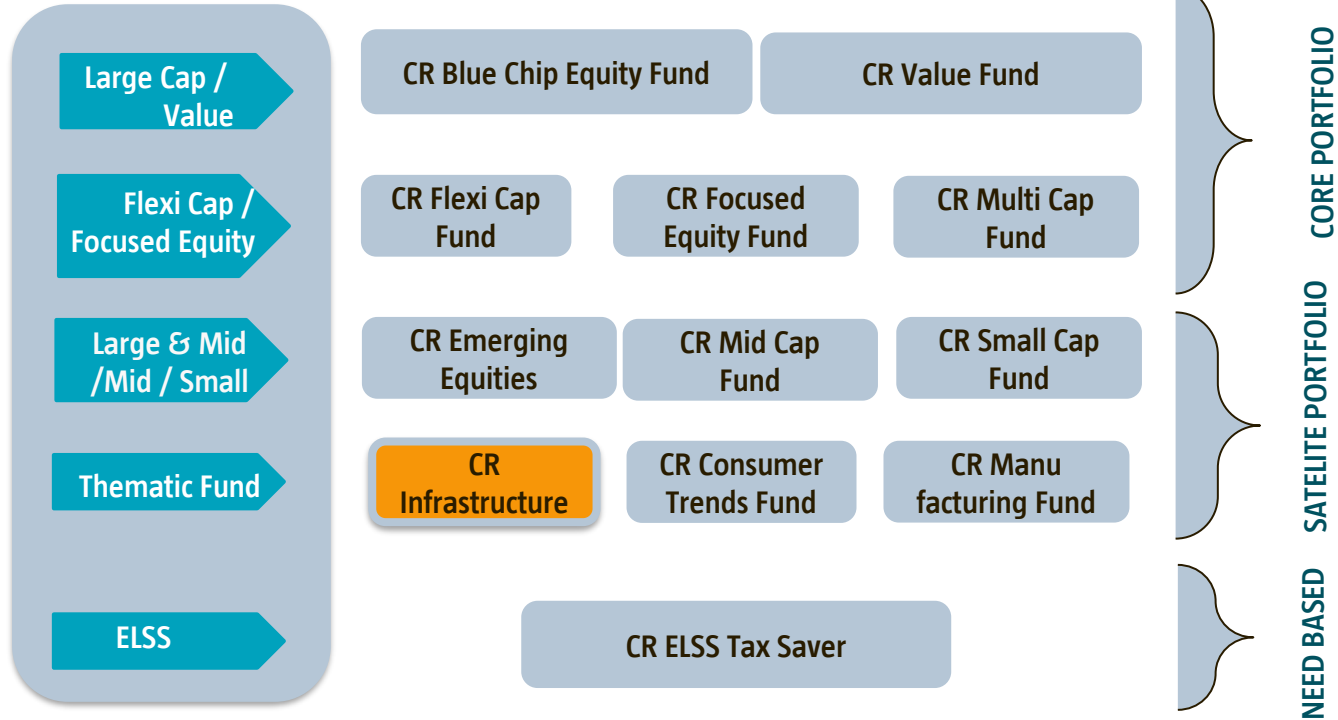 Large Cap /
Value
CR Blue Chip Equity Fund
CR Value Fund
Flexi Cap /
Focused Equity
CR Flexi Cap
Fund
CR Focused
Equity Fund
CR Multi Cap
Fund
CORE PORTFOLIO
Large & Mid
/Mid / Small
CR Emerging
Equities
CR Mid Cap
Fund
CR Small Cap
Fund
Thematic Fund
CR
Infrastructure
CR Consumer
Trends Fund
CR Manu
facturing Fund
SATELITE PORTFOLIO
ELSS
CR ELSS Tax Saver
NEED BASED